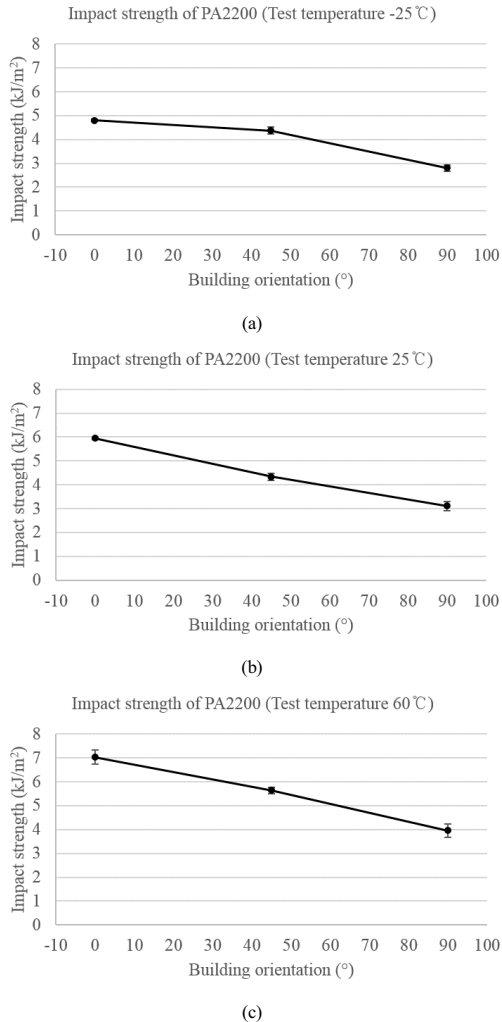 Impact strength of PA2200 (Test temperature -25℃)
Impact strength (kJ/m²)
8
7
6
5
4
3
2
1
0
-10 0 10 20 30 40 50 60 70 80 90 100
Building orientation (°)
(a)
Impact strength of PA2200 (Test temperature 25℃)
Impact strength (kJ/m²)
8
7
6
5
4
3
2
1
0
-10 0 10 20 30 40 50 60 70 80 90 100
Building orientation (°)
(b)
Impact strength of PA2200 (Test temperature 60℃)
Impact strength (kJ/m²)
8
7
6
5
4
3
2
1
0
-10 0 10 20 30 40 50 60 70 80 90 100
Building orientation (°)
(c)